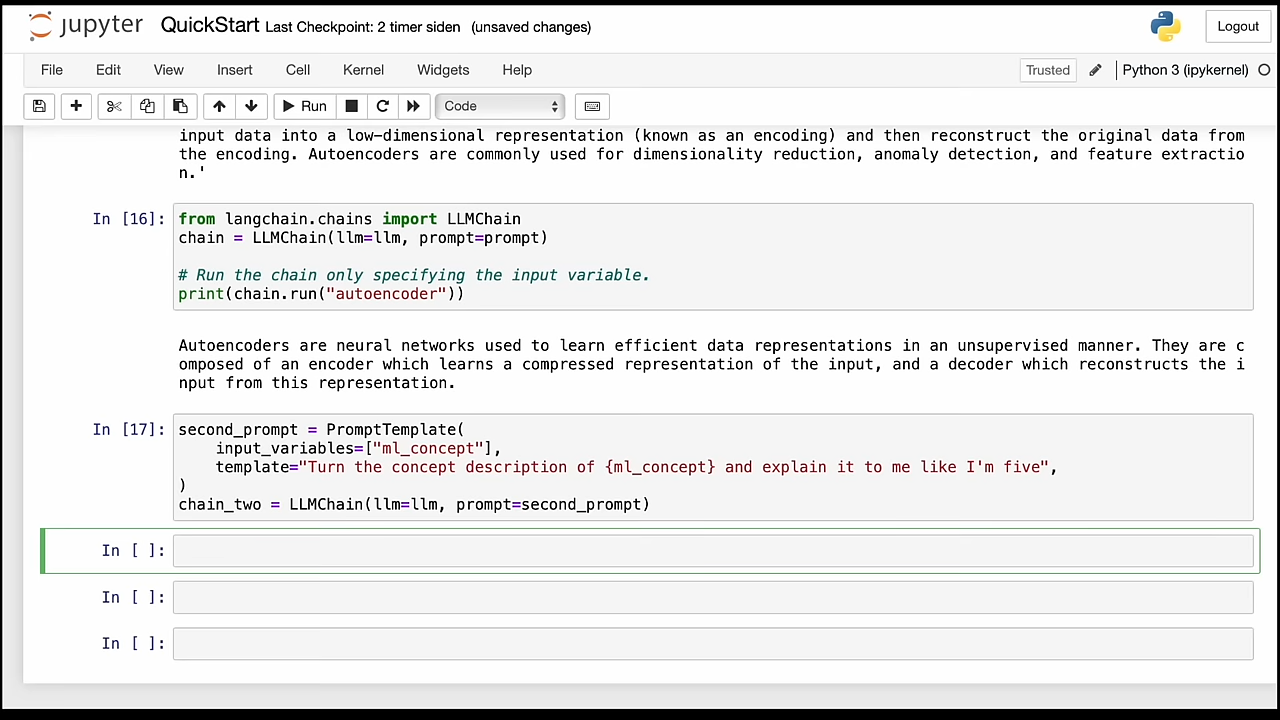 jupyter QuickStart Last Checkpoint: 2 timer siden (unsaved changes) Logout
File Edit View Insert Cell Kernel Widgets Help Trusted Python 3 (ipykernel)
Run Code
input data into a low-dimensional representation (known as an encoding) and then reconstruct the original data from
the encoding. Autoencoders are commonly used for dimensionality reduction, anomaly detection, and feature extractio
n.'
In [16]: from langchain.chains import LLMChain
chain = LLMChain(llm=llm, prompt=prompt)
# Run the chain only specifying the input variable.
print(chain.run("autoencoder"))
Autoencoders are neural networks used to learn efficient data representations in an unsupervised manner. They are c
omposed of an encoder which learns a compressed representation of the input, and a decoder which reconstructs the i
nput from this representation.
In [17]: second_prompt = PromptTemplate(
    input_variables=["ml_concept"],
    template="Turn the concept description of {ml_concept} and explain it to me like I'm five",
)
chain_two = LLMChain(llm=llm, prompt=second_prompt)
In [ ]:
In [ ]:
In [ ]: